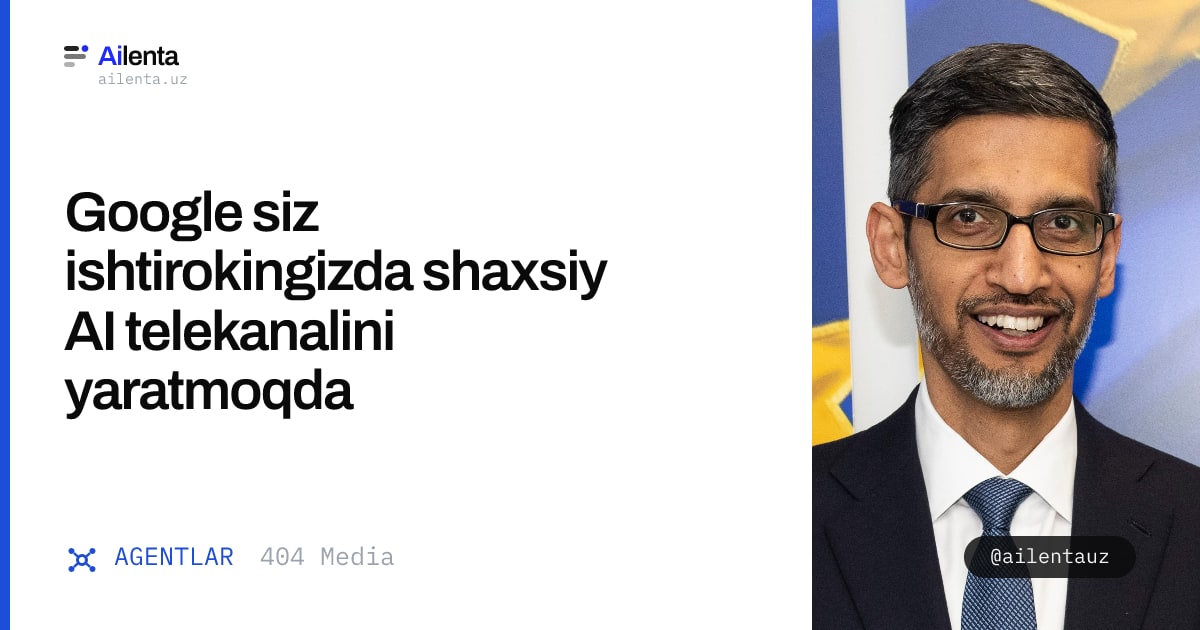 Ailenta
ailenta.uz
Google siz
ishtirokingizda shaxsiy
AI telekanalini
yaratmoqda
AGENTLAR 404 Media
@ailentauz